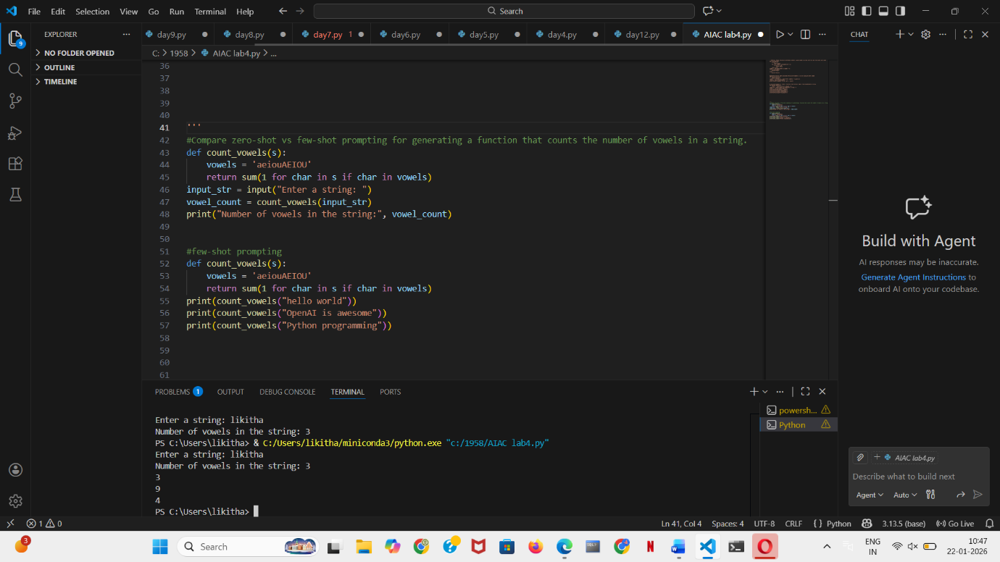 File Edit Selection View Go Run Terminal Help
Search
day9.py day8.py day7.py 1 day6.py day5.py day4.py day12.py AIAC lab4.py
EXPLORER
9
NO FOLDER OPENED
OUTLINE
TIMELINE
C: > 1958 > AIAC lab4.py > ...
36
37
38
39
40
41 '''
42 #Compare zero-shot vs few-shot prompting for generating a function that counts the number of vowels in a string.
43 def count_vowels(s):
44     vowels = 'aeiouAEIOU'
45     return sum(1 for char in s if char in vowels)
46 input_str = input("Enter a string: ")
47 vowel_count = count_vowels(input_str)
48 print("Number of vowels in the string:", vowel_count)
49
50
51 #few-shot prompting
52 def count_vowels(s):
53     vowels = 'aeiouAEIOU'
54     return sum(1 for char in s if char in vowels)
55 print(count_vowels("hello world"))
56 print(count_vowels("OpenAI is awesome"))
57 print(count_vowels("Python programming"))
58
59
60
61
PROBLEMS 1 OUTPUT DEBUG CONSOLE TERMINAL PORTS
Enter a string: likitha
Number of vowels in the string: 3
PS C:\Users\likitha> & C:/Users/likitha/miniconda3/python.exe "c:/1958/AIAC lab4.py"
Enter a string: likitha
Number of vowels in the string: 3
3
9
4
PS C:\Users\likitha>
powersh...
Python
CHAT
Build with Agent
AI responses may be inaccurate.
Generate Agent Instructions to
onboard AI onto your codebase.
AIAC lab4.py
Describe what to build next
Agent Auto
1 0
Ln 41, Col 4 Spaces: 4 UTF-8 CRLF {} Python 3.13.5 (base) Go Live
3
Search
ENG
IN
10:47
22-01-2026